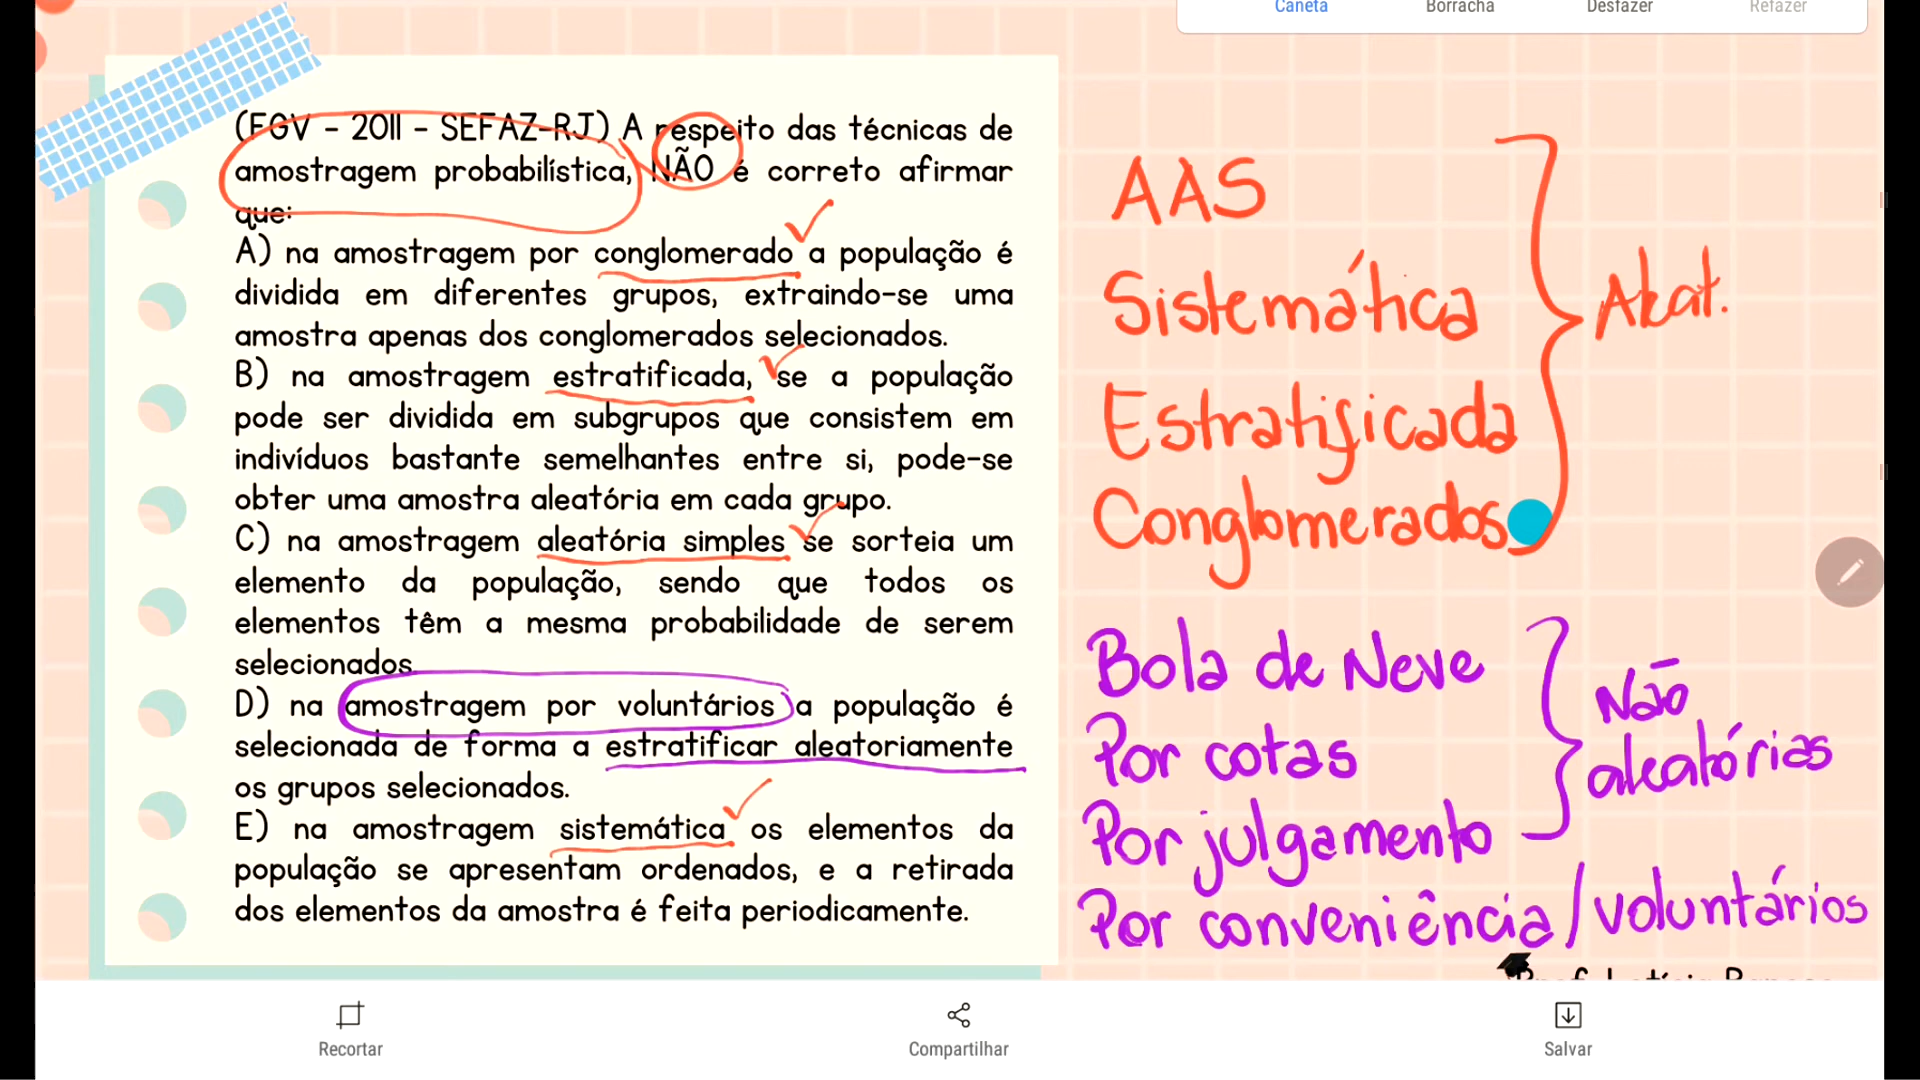 Caneta Borracha Desfazer Refazer
(FGV - 2011 - SEFAZ-RJ) A respeito das técnicas de
amostragem probabilística, NÃO é correto afirmar
que:
A) na amostragem por conglomerado a população é
dividida em diferentes grupos, extraindo-se uma
amostra apenas dos conglomerados selecionados.
B) na amostragem estratificada, se a população
pode ser dividida em subgrupos que consistem em
indivíduos bastante semelhantes entre si, pode-se
obter uma amostra aleatória em cada grupo.
C) na amostragem aleatória simples se sorteia um
elemento da população, sendo que todos os
elementos têm a mesma probabilidade de serem
selecionados.
D) na amostragem por voluntários a população é
selecionada de forma a estratificar aleatoriamente
os grupos selecionados.
E) na amostragem sistemática os elementos da
população se apresentam ordenados, e a retirada
dos elementos da amostra é feita periodicamente.
AAS
Sistemática
Estratificada
Conglomerados
Aleat.
Bola de Neve
Por cotas
Por julgamento
Por conveniência / voluntários
Não
aleatórias
Recortar Compartilhar Salvar